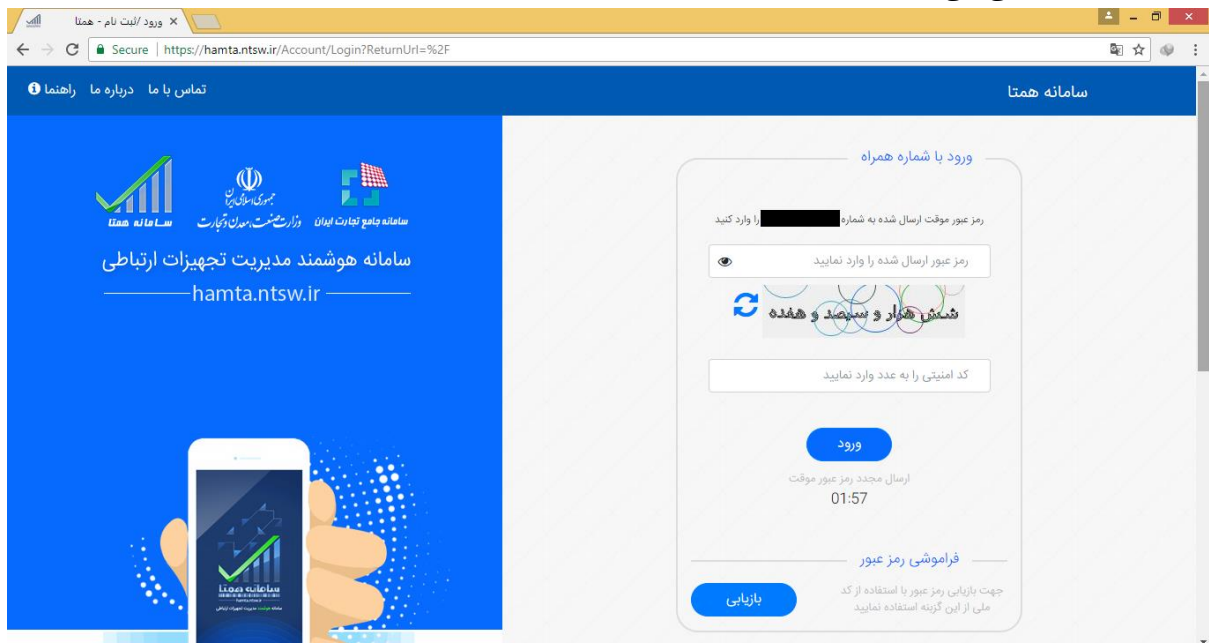 ورود /ثبت نام - همتا
Secure | https://hamta.ntsw.ir/Account/Login?ReturnUrl=%2F
سامانه همتا
تماس با ما درباره ما راهنما
ورود با شماره همراه
رمز عبور موقت ارسال شده به شماره را وارد کنید
رمز عبور ارسال شده را وارد نمایید
شش هزار و سیصد و هفده
کد امنیتی را به عدد وارد نمایید
ورود
ارسال مجدد رمز عبور موقت
01:57
فراموشی رمز عبور
جهت بازیابی رمز عبور با استفاده از کد
ملی از این گزینه استفاده نمایید
بازیابی
سامانه جامع تجارت ایران
جمهوری اسلامی ایران
وزارت صنعت، معدن و تجارت
سامانه همتا
سامانه هوشمند مدیریت تجهیزات ارتباطی
hamta.ntsw.ir
سامانه همتا